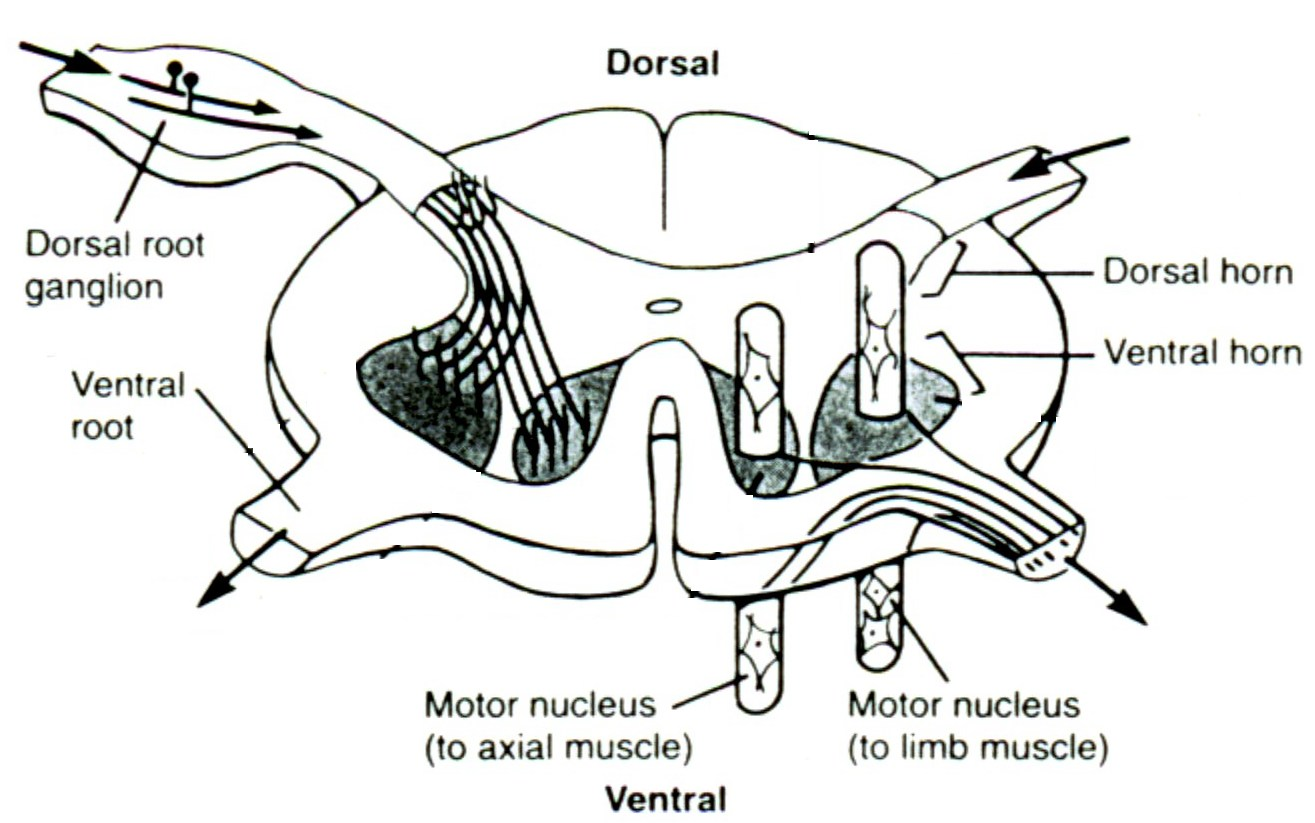 Dorsal
Dorsal root
ganglion
Dorsal horn
Ventral horn
Ventral
root
Motor nucleus
(to axial muscle)
Motor nucleus
(to limb muscle)
Ventral